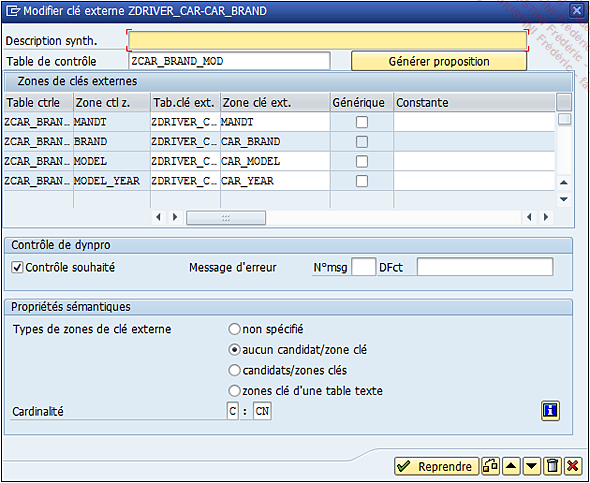 Modifier clé externe ZDRIVER_CAR-CAR_BRAND
Description synth.
Table de contrôle ZCAR_BRAND_MOD Générer proposition
Zones de clés externes
Table ctrle Zone ctl z. Tab.clé ext. Zone clé ext. Générique Constante
ZCAR_BRAN... MANDT ZDRIVER_C... MANDT
ZCAR_BRAN... BRAND ZDRIVER_C... CAR_BRAND
ZCAR_BRAN... MODEL ZDRIVER_C... CAR_MODEL
ZCAR_BRAN... MODEL_YEAR ZDRIVER_C... CAR_YEAR
Contrôle de dynpro
Contrôle souhaité Message d'erreur N°msg DFct
Propriétés sémantiques
Types de zones de clé externe non spécifié
aucun candidat/zone clé
candidats/zones clés
zones clé d'une table texte
Cardinalité C : CN
Reprendre